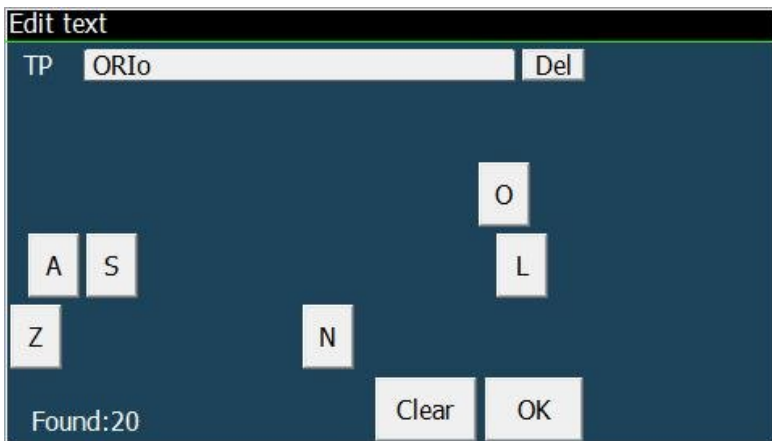 Edit text
TP ORIo Del
O
A S L
Z N
Found:20 Clear OK